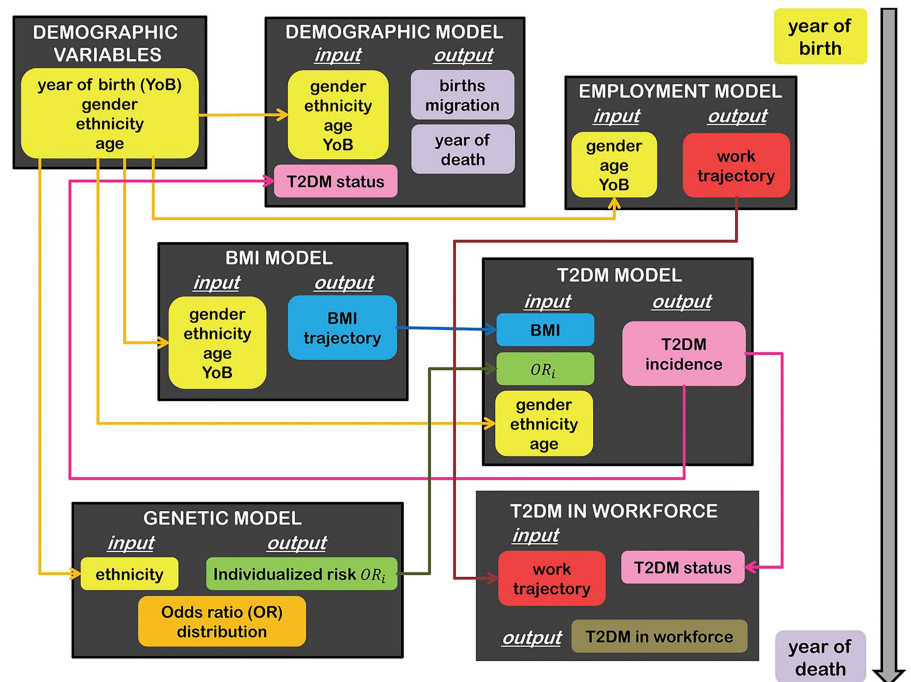 DEMOGRAPHIC
VARIABLES
year of birth (YoB)
gender
ethnicity
age
DEMOGRAPHIC MODEL
input
output
gender
ethnicity
age
YoB
births
migration
year of
death
T2DM status
year of
birth
EMPLOYMENT MODEL
input
output
gender
age
YoB
work
trajectory
BMI MODEL
input
output
gender
ethnicity
age
YoB
BMI
trajectory
T2DM MODEL
input
output
BMI
ORi
gender
ethnicity
age
T2DM
incidence
GENETIC MODEL
input
output
ethnicity
Individualized risk ORi
Odds ratio (OR)
distribution
T2DM IN WORKFORCE
input
work
trajectory
T2DM status
output
T2DM in workforce
year of
death